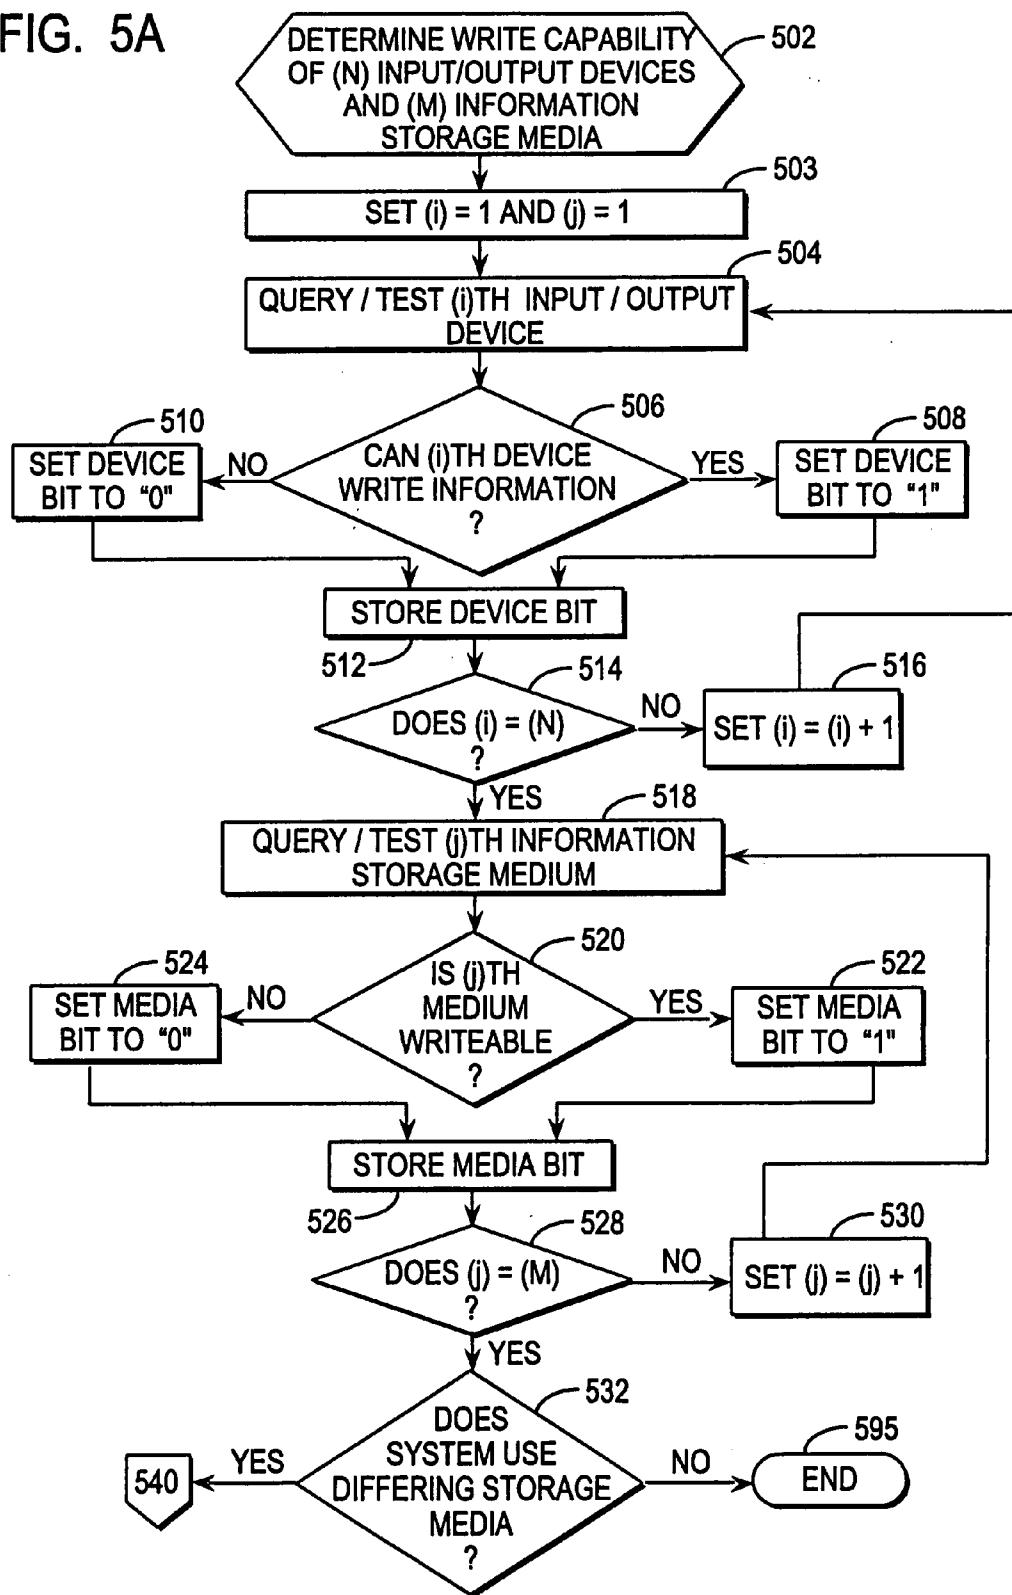 FIG. 5A
DETERMINE WRITE CAPABILITY
OF (N) INPUT/OUTPUT DEVICES
AND (M) INFORMATION
STORAGE MEDIA
502
503
SET (i) = 1 AND (j) = 1
504
QUERY / TEST (i)TH INPUT / OUTPUT
DEVICE
506
CAN (i)TH DEVICE
WRITE INFORMATION
?
NO
510
SET DEVICE
BIT TO "0"
YES
508
SET DEVICE
BIT TO "1"
STORE DEVICE BIT
512
514
DOES (i) = (N)
?
NO
516
SET (i) = (i) + 1
YES
518
QUERY / TEST (j)TH INFORMATION
STORAGE MEDIUM
520
IS (j)TH
MEDIUM
WRITEABLE
?
NO
524
SET MEDIA
BIT TO "0"
YES
522
SET MEDIA
BIT TO "1"
STORE MEDIA BIT
526
528
DOES (j) = (M)
?
NO
530
SET (j) = (j) + 1
YES
532
DOES
SYSTEM USE
DIFFERING STORAGE
MEDIA
?
YES
540
NO
595
END